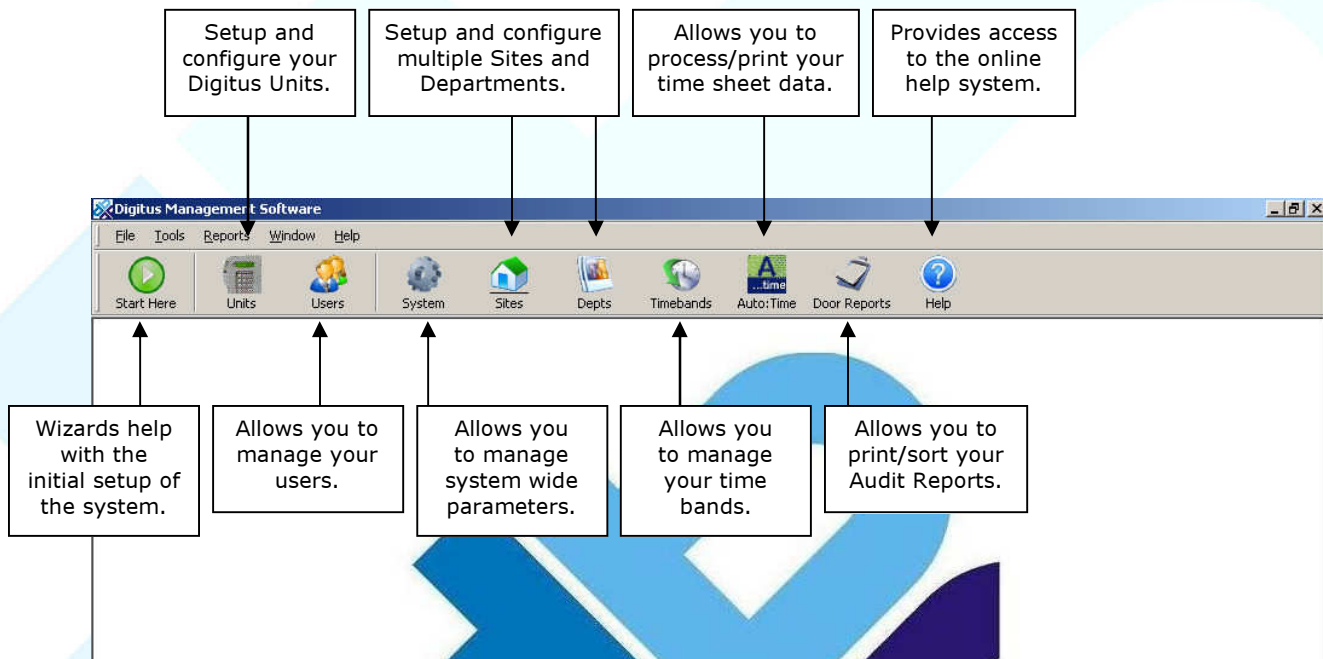 Setup and
configure your
Digitus Units.
Setup and configure
multiple Sites and
Departments.
Allows you to
process/print your
time sheet data.
Provides access
to the online
help system.
Digitus Management Software
File Tools Reports Window Help
Start Here Units Users System Sites Depts Timebands Auto:Time Door Reports Help
A
...time
Wizards help
with the
initial setup of
the system.
Allows you to
manage your
users.
Allows you
to manage
system wide
parameters.
Allows you
to manage
your time
bands.
Allows you to
print/sort your
Audit Reports.